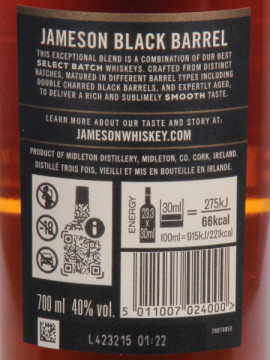 JAMESON BLACK BARREL
THIS EXCEPTIONAL BLEND IS A COMBINATION OF OUR BEST
SELECT BATCH WHISKEYS. CRAFTED FROM DISTINCT
BATCHES, MATURED IN DIFFERENT BARREL TYPES INCLUDING
DOUBLE CHARRED BLACK BARRELS, AND EXPERTLY AGED,
TO DELIVER A RICH AND SUBLIMELY SMOOTH TASTE.
LEARN MORE ABOUT OUR TASTE AND STORY AT:
JAMESONWHISKEY.COM
PRODUCT OF MIDLETON DISTILLERY, MIDLETON, CO. CORK, IRELAND.
DISTILLÉ TROIS FOIS, VIEILLI ET MIS EN BOUTEILLE EN IRLANDE.
-18
ENERGY
23.3
x
30ml
30ml = 275kJ
66kcal
100ml=915kJ/221kcal
700 ml 40% vol.
5 011007 024000 >
L423215 01:22